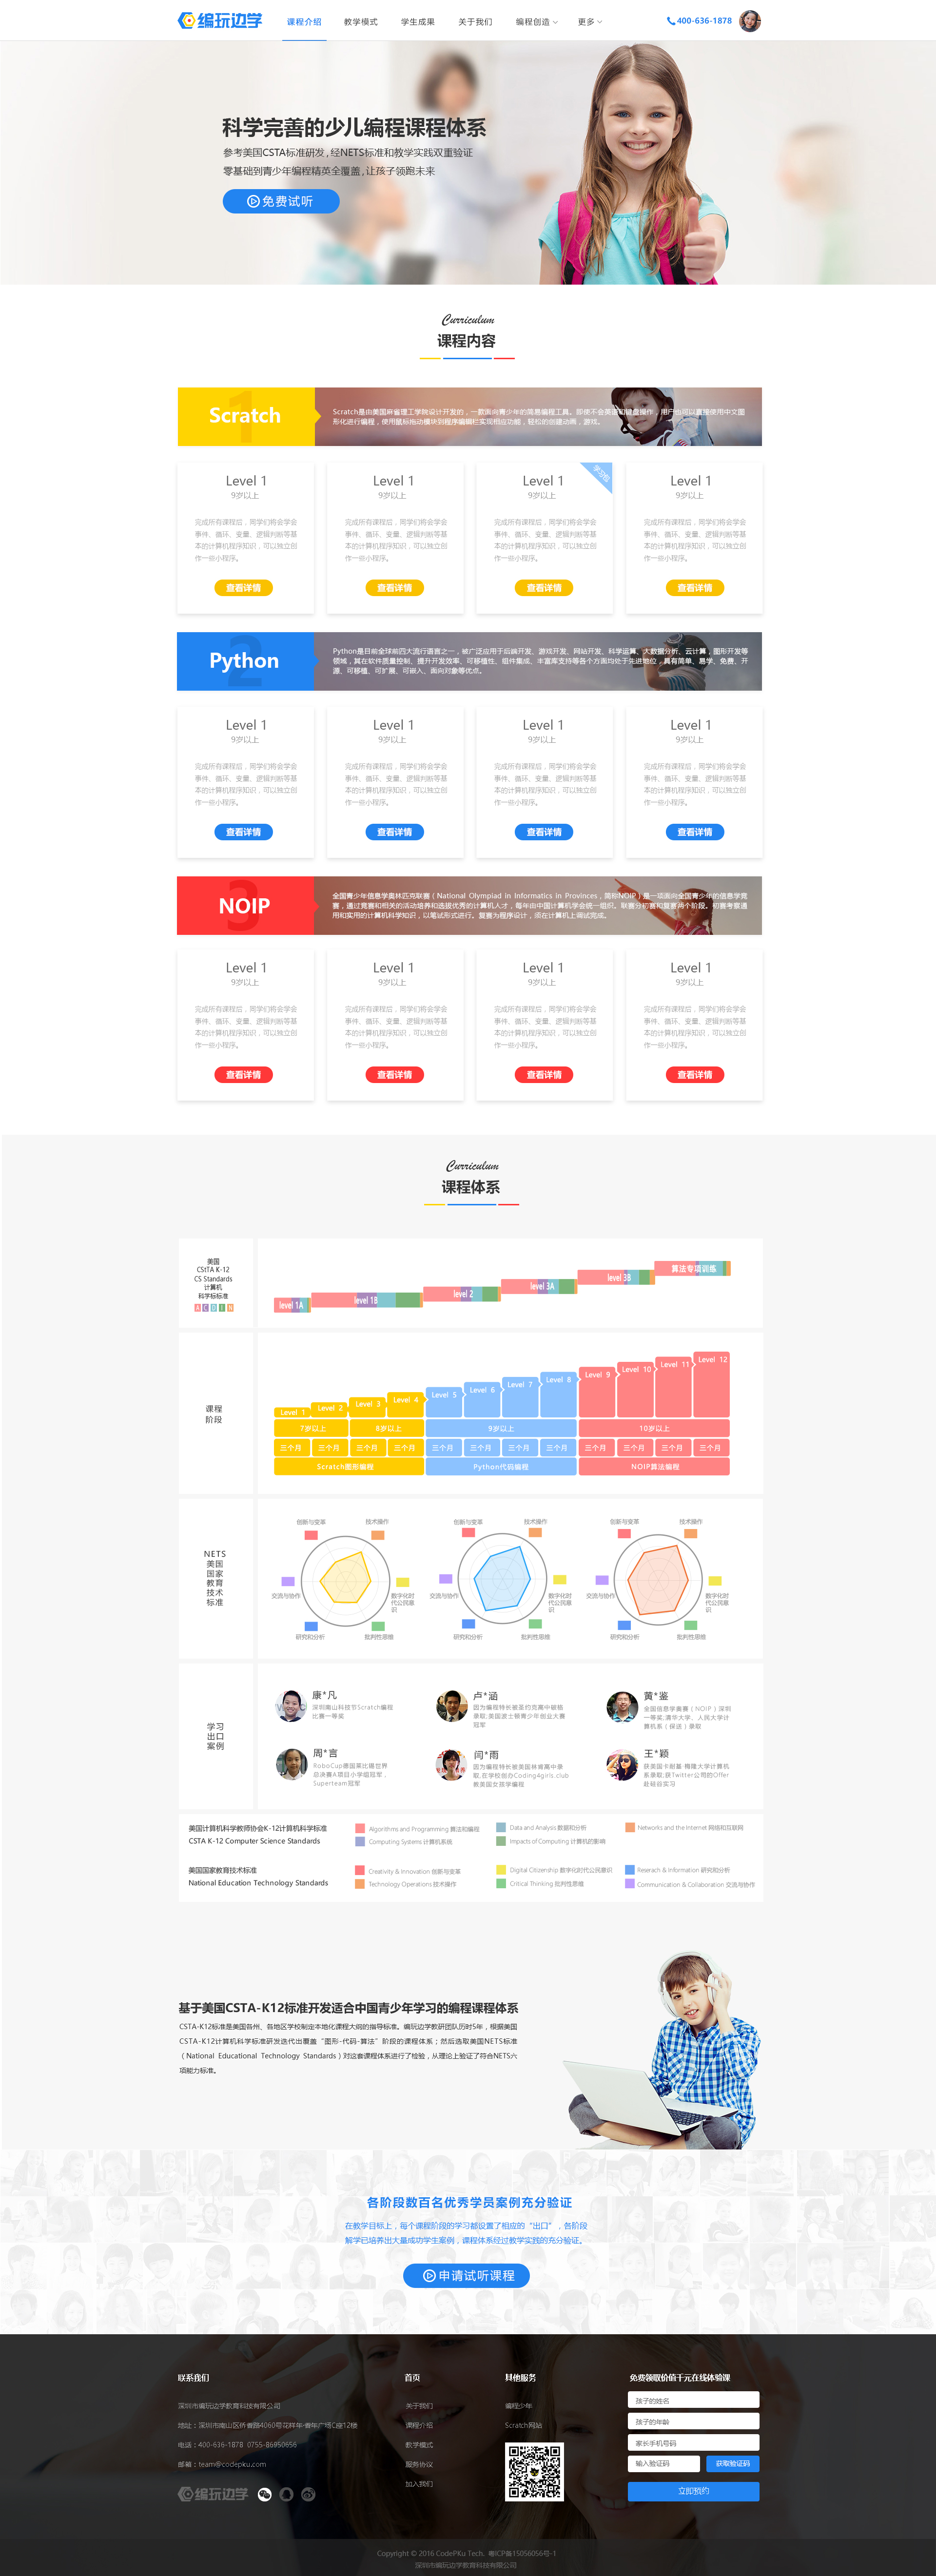 编玩边学
课程介绍
教学模式
学生成果
关于我们
编程创造
更多
400-636-1878
科学完善的少儿编程课程体系
参考美国CSTA标准研发,经NETS标准和教学实践双重验证
零基础到青少年编程精英全覆盖,让孩子领跑未来
免费试听
Curriculum
课程内容
1
Scratch
Scratch是由美国麻省理工学院设计开发的,一款面向青少年的简易编程工具。即使不会英语和键盘操作,用户也可以直接使用中文图
形化进行编程,使用鼠标拖动模块到程序编辑栏实现相应功能,轻松的创建动画,游戏。
Level 1
9岁以上
完成所有课程后,同学们将会学会
事件、循环、变量、逻辑判断等基
本的计算机程序知识,可以独立创
作一些小程序。
查看详情
Level 1
9岁以上
完成所有课程后,同学们将会学会
事件、循环、变量、逻辑判断等基
本的计算机程序知识,可以独立创
作一些小程序。
查看详情
学习ing
Level 1
9岁以上
完成所有课程后,同学们将会学会
事件、循环、变量、逻辑判断等基
本的计算机程序知识,可以独立创
作一些小程序。
查看详情
Level 1
9岁以上
完成所有课程后,同学们将会学会
事件、循环、变量、逻辑判断等基
本的计算机程序知识,可以独立创
作一些小程序。
查看详情
2
Python
Python是目前全球前四大流行语言之一,被广泛应用于后端开发、游戏开发、网站开发、科学运算、大数据分析、云计算,图形开发等
领域,其在软件质量控制、提升开发效率、可移植性、组件集成、丰富库支持等各个方面均处于先进地位,具有简单、易学、免费、开
源、可移植、可扩展、可嵌入、面向对象等优点。
Level 1
9岁以上
完成所有课程后,同学们将会学会
事件、循环、变量、逻辑判断等基
本的计算机程序知识,可以独立创
作一些小程序。
查看详情
Level 1
9岁以上
完成所有课程后,同学们将会学会
事件、循环、变量、逻辑判断等基
本的计算机程序知识,可以独立创
作一些小程序。
查看详情
Level 1
9岁以上
完成所有课程后,同学们将会学会
事件、循环、变量、逻辑判断等基
本的计算机程序知识,可以独立创
作一些小程序。
查看详情
Level 1
9岁以上
完成所有课程后,同学们将会学会
事件、循环、变量、逻辑判断等基
本的计算机程序知识,可以独立创
作一些小程序。
查看详情
3
NOIP
全国青少年信息学奥林匹克联赛(National Olympiad in Informatics in Provinces,简称NOIP)是一项面向全国青少年的信息学竞
赛,通过竞赛和相关的活动培养和选拔优秀的计算机人才,每年由中国计算机学会统一组织。联赛分初赛和复赛两个阶段。初赛考察通
用和实用的计算机科学知识,以笔试形式进行。复赛为程序设计,须在计算机上调试完成。
Level 1
9岁以上
完成所有课程后,同学们将会学会
事件、循环、变量、逻辑判断等基
本的计算机程序知识,可以独立创
作一些小程序。
查看详情
Level 1
9岁以上
完成所有课程后,同学们将会学会
事件、循环、变量、逻辑判断等基
本的计算机程序知识,可以独立创
作一些小程序。
查看详情
Level 1
9岁以上
完成所有课程后,同学们将会学会
事件、循环、变量、逻辑判断等基
本的计算机程序知识,可以独立创
作一些小程序。
查看详情
Level 1
9岁以上
完成所有课程后,同学们将会学会
事件、循环、变量、逻辑判断等基
本的计算机程序知识,可以独立创
作一些小程序。
查看详情
Curriculum
课程体系
美国
CStTA K-12
CS Standards
计算机
科学标准
A C D I N
level 1A
level 1B
level 2
level 3A
level 3B
算法专项训练
课程
阶段
Level 1
Level 2
Level 3
Level 4
Level 5
Level 6
Level 7
Level 8
Level 9
Level 10
Level 11
Level 12
7岁以上
8岁以上
9岁以上
10岁以上
三个月 三个月 三个月 三个月 三个月 三个月 三个月 三个月 三个月 三个月 三个月 三个月
Scratch图形编程
Python代码编程
NOIP算法编程
NETS
美国
国家
教育
技术
标准
创新与变革
技术操作
交流与协作
数字化时
代公民意
识
研究和分析
批判性思维
创新与变革
技术操作
交流与协作
数字化时
代公民意
识
研究和分析
批判性思维
创新与变革
技术操作
交流与协作
数字化时
代公民意
识
研究和分析
批判性思维
学习
出口
案例
康*凡
深圳南山科技节Scratch编程
比赛一等奖
卢*涵
因为编程特长被圣约克高中破格
录取;美国波士顿青少年创业大赛
冠军
黄*鉴
全国信息学奥赛(NOIP)深圳
一等奖,清华大学、人民大学计
算机系(保送)录取
周*言
RoboCup德国莱比锡世界
总决赛A项目小学组冠军,
Superteam冠军
闫*雨
因为编程特长被英国林肯高中录
取,在学校创办Coding4girls.club
教英国女孩学编程
王*颖
获美国卡耐基·梅隆大学计算机
系录取,获Twitter公司的Offer
赴硅谷实习
美国计算机科学教师协会K-12计算机科学标准
CSTA K-12 Computer Science Standards
Algorithms and Programming 算法和编程
Data and Analysis 数据和分析
Networks and the Internet 网络和互联网
Computing Systems 计算机系统
Impacts of Computing 计算机的影响
美国国家教育技术标准
National Education Technology Standards
Creativity & Innovation 创新与变革
Digital Citizenship 数字化时代公民意识
Reserach & Information 研究和分析
Technology Operations 技术操作
Critical Thinking 批判性思维
Communication & Collaboration 交流与协作
基于美国CSTA-K12标准开发适合中国青少年学习的编程课程体系
CSTA-K12标准是美国各州、各地区学校制定本地化课程大纲的指导标准。编玩边学教研团队历时5年,根据美国
CSTA-K12计算机科学标准研发迭代出覆盖“图形-代码-算法”阶段的课程体系;然后选取美国NETS标准
(National Educational Technology Standards)对这套课程体系进行了检验,从理论上验证了符合NETS六
项能力标准。
各阶段数百名优秀学员案例充分验证
在教学目标上,每个课程阶段的学习都设置了相应的“出口”,各阶段
解学已培养出大量成功学生案例,课程体系经过教学实践的充分验证。
申请试听课程
联系我们
深圳市编玩边学教育科技有限公司
地址:深圳市南山区侨香路4060号花样年·香年广场C座12楼
电话:400-636-1878 0755-86950656
邮箱:team@codepku.com
编玩边学
首页
关于我们
课程介绍
教学模式
服务协议
加入我们
其他服务
编程少年
Scratch网站
免费领取价值千元在线体验课
孩子的姓名
孩子的年龄
家长手机号码
输入验证码
获取验证码
立即预约
Copyright © 2016 CodePKu Tech. 粤ICP备15056056号-1
深圳市编玩边学教育科技有限公司